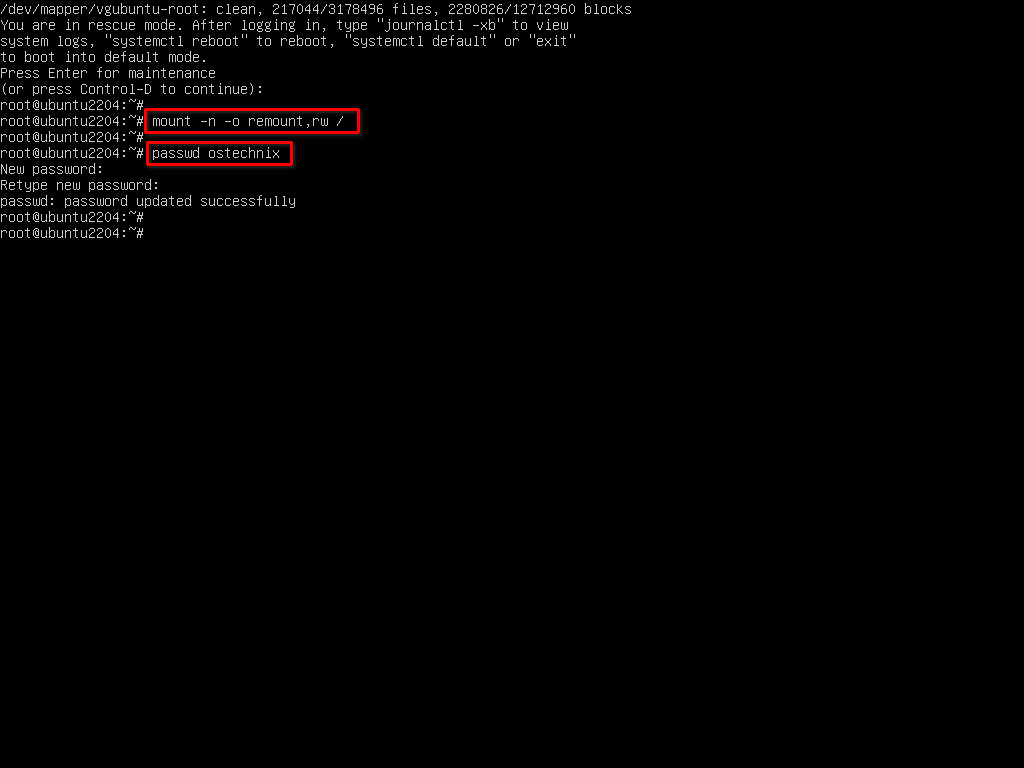 /dev/mapper/vgubuntu-root: clean, 217044/3178496 files, 2280826/12712960 blocks
You are in rescue mode. After logging in, type "journalctl -xb" to view
system logs, "systemctl reboot" to reboot, "systemctl default" or "exit"
to boot into default mode.
Press Enter for maintenance
(or press Control-D to continue):
root@ubuntu2204:~#
root@ubuntu2204:~# mount -n -o remount,rw /
root@ubuntu2204:~#
root@ubuntu2204:~# passwd ostechnix
New password:
Retype new password:
passwd: password updated successfully
root@ubuntu2204:~#
root@ubuntu2204:~#